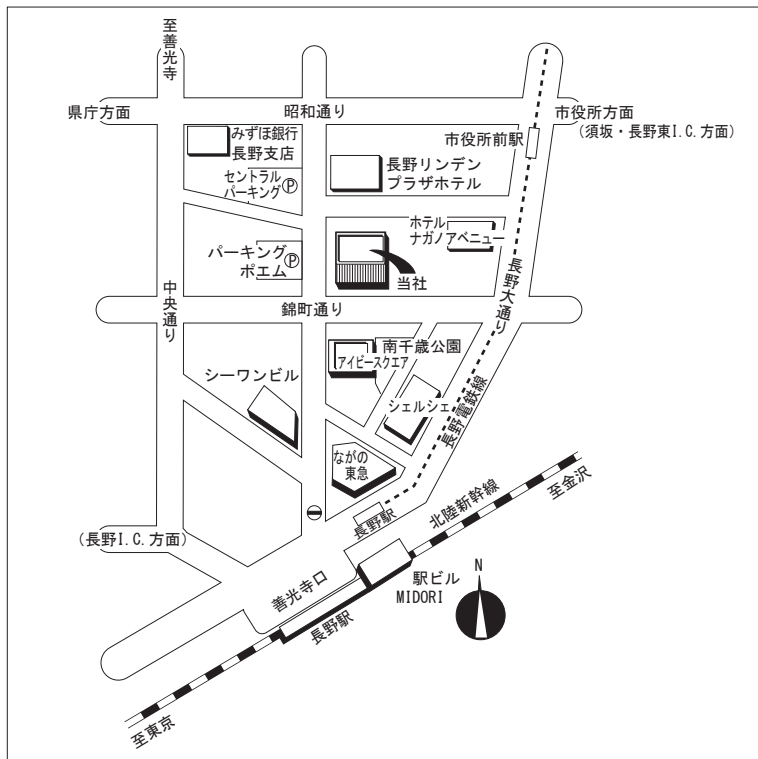 至善光寺
県庁方面
昭和通り
市役所方面
(須坂・長野東I.C.方面)
みずほ銀行
長野支店
市役所前駅
長野リンデン
プラザホテル
セントラル
パーキング
P
ホテル
ナガノアベニュー
パーキング
ポエム
P
当社
中央通り
錦町通り
長野大通り
南千歳公園
アイビースクエア
シーワンビル
シェルシェ
長野電鉄線
ながの
東急
長野駅
北陸新幹線
至金沢
(長野I.C.方面)
善光寺口
駅ビル
MIDORI
N
長野駅
至東京